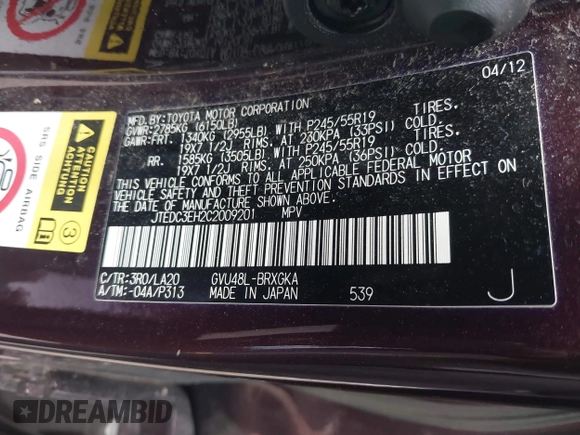 04/12
MFD.BY:TOYOTA MOTOR CORPORATION
GVWR:2785KG (6150LB)
GAWR:FRT. 1340KG (2955LB) WITH P245/55R19 TIRES.
19X7 1/2J RIMS. AT 230KPA (33PSI) COLD.
RR. 1585KG (3505LB) WITH P245/55R19 TIRES.
19X7 1/2J RIMS. AT 250KPA (36PSI) COLD.
THIS VEHICLE CONFORMS TO ALL APPLICABLE FEDERAL MOTOR
VEHICLE SAFETY AND THEFT PREVENTION STANDARDS IN EFFECT ON
THE DATE OF MANUFACTURE SHOWN ABOVE.
JTEDC3EH2C2009201 MPV
C/TR:3R0/LA20 GVU48L-BRXGKA
A/TM:-04A/P313 MADE IN JAPAN 539 J
SRS SIDE AIRBAG
CAUTION
ATTENTION
ACHTUNG
3
DREAMBID